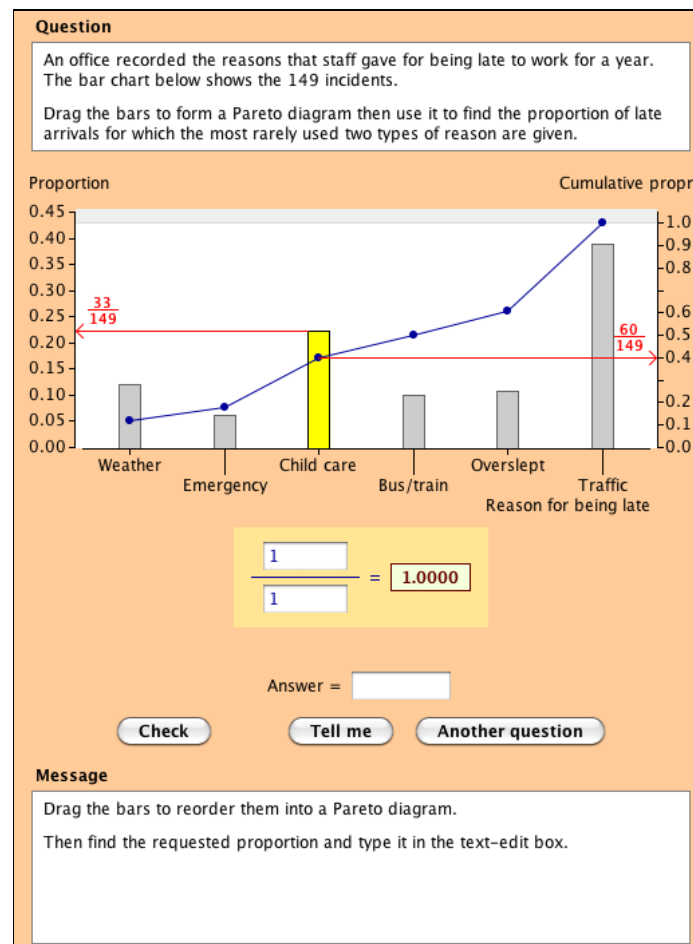 Question
An office recorded the reasons that staff gave for being late to work for a year.
The bar chart below shows the 149 incidents.
Drag the bars to form a Pareto diagram then use it to find the proportion of late
arrivals for which the most rarely used two types of reason are given.
Proportion
Cumulative propr
0.45
0.40
0.35
0.30
0.25
0.20
0.15
0.10
0.05
0.00
33
149
60
149
1.0
0.9
0.8
0.6
0.5
0.4
0.2
0.1
0.0
Weather
Emergency
Child care
Bus/train
Overslept
Traffic
Reason for being late
1
1
= 1.0000
Answer =
Check
Tell me
Another question
Message
Drag the bars to reorder them into a Pareto diagram.
Then find the requested proportion and type it in the text-edit box.